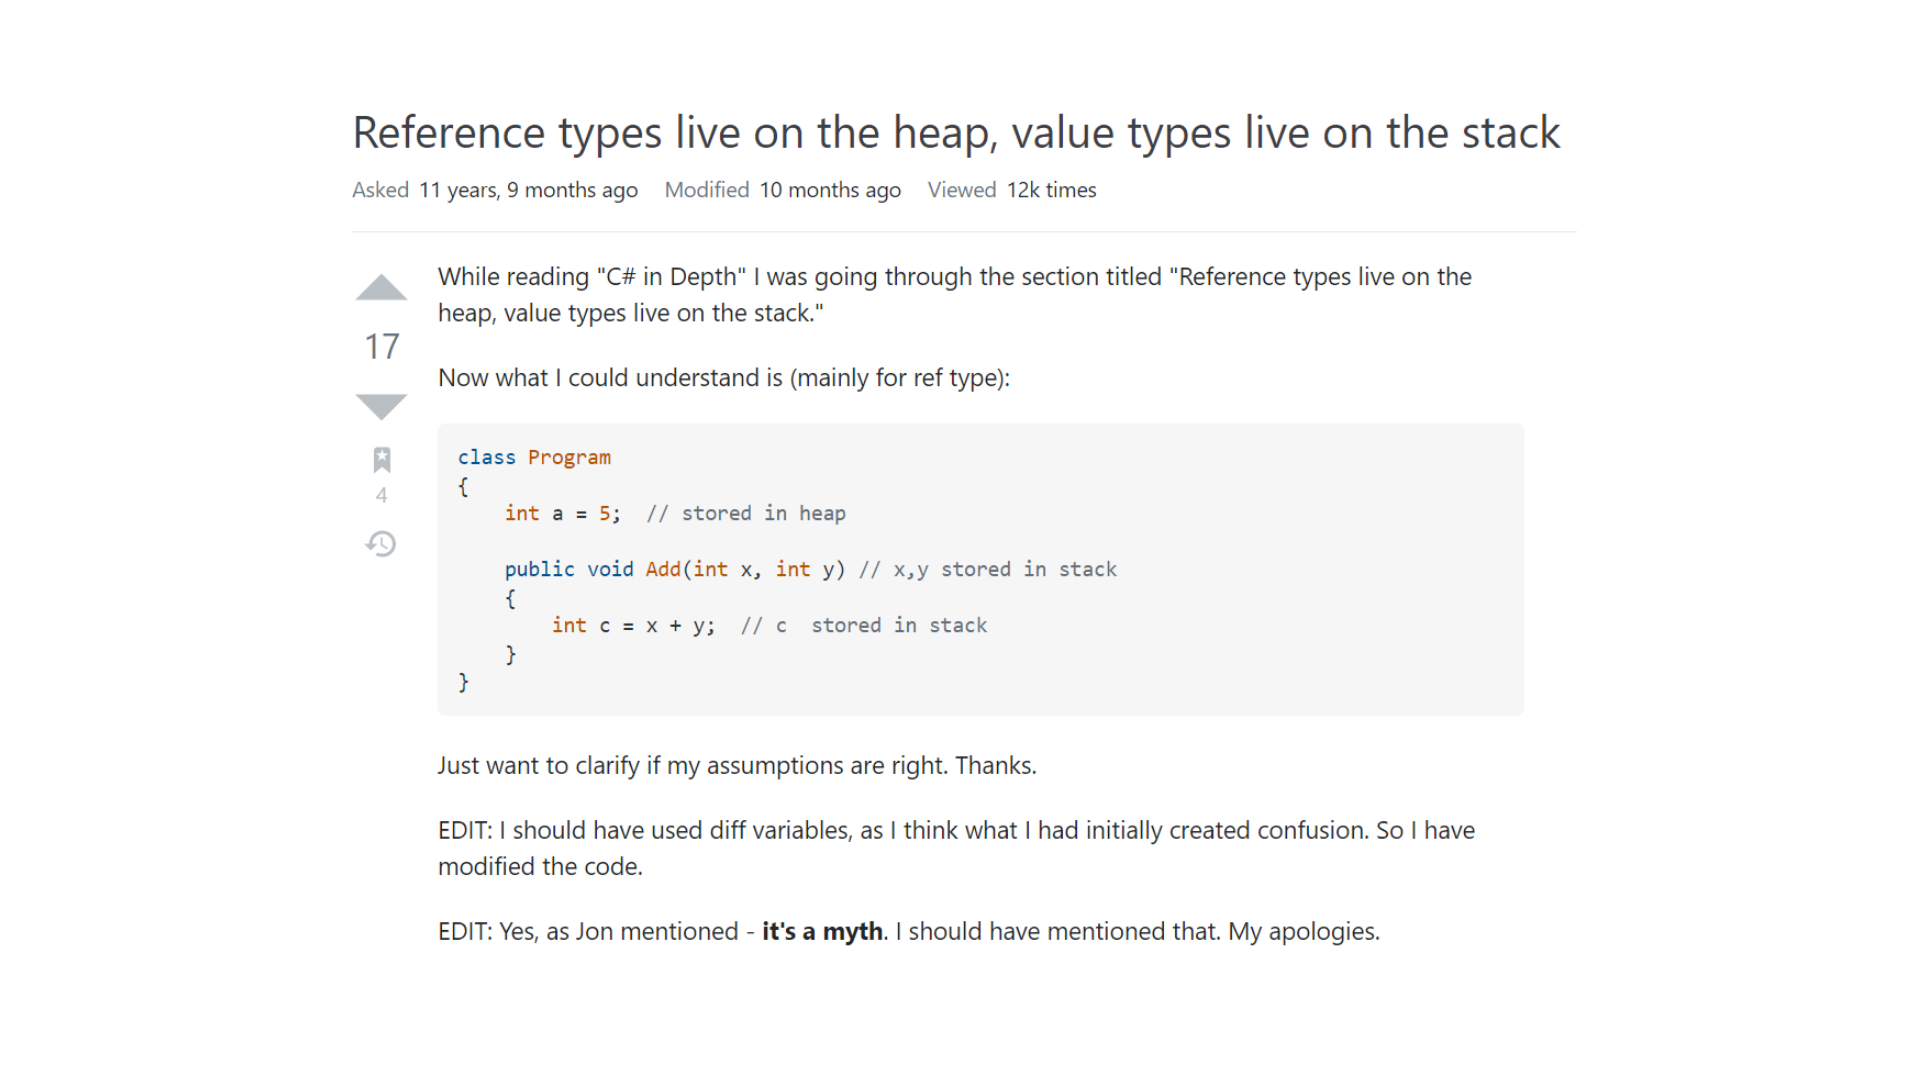 Reference types live on the heap, value types live on the stack
Asked 11 years, 9 months ago Modified 10 months ago Viewed 12k times
While reading "C# in Depth" I was going through the section titled "Reference types live on the
heap, value types live on the stack."
17
Now what I could understand is (mainly for ref type):
class Program
{
4
int a = 5; // stored in heap
public void Add(int x, int y) // x,y stored in stack
{
int c = x + y; // c stored in stack
}
}
Just want to clarify if my assumptions are right. Thanks.
EDIT: I should have used diff variables, as I think what I had initially created confusion. So I have
modified the code.
EDIT: Yes, as Jon mentioned - it's a myth. I should have mentioned that. My apologies.